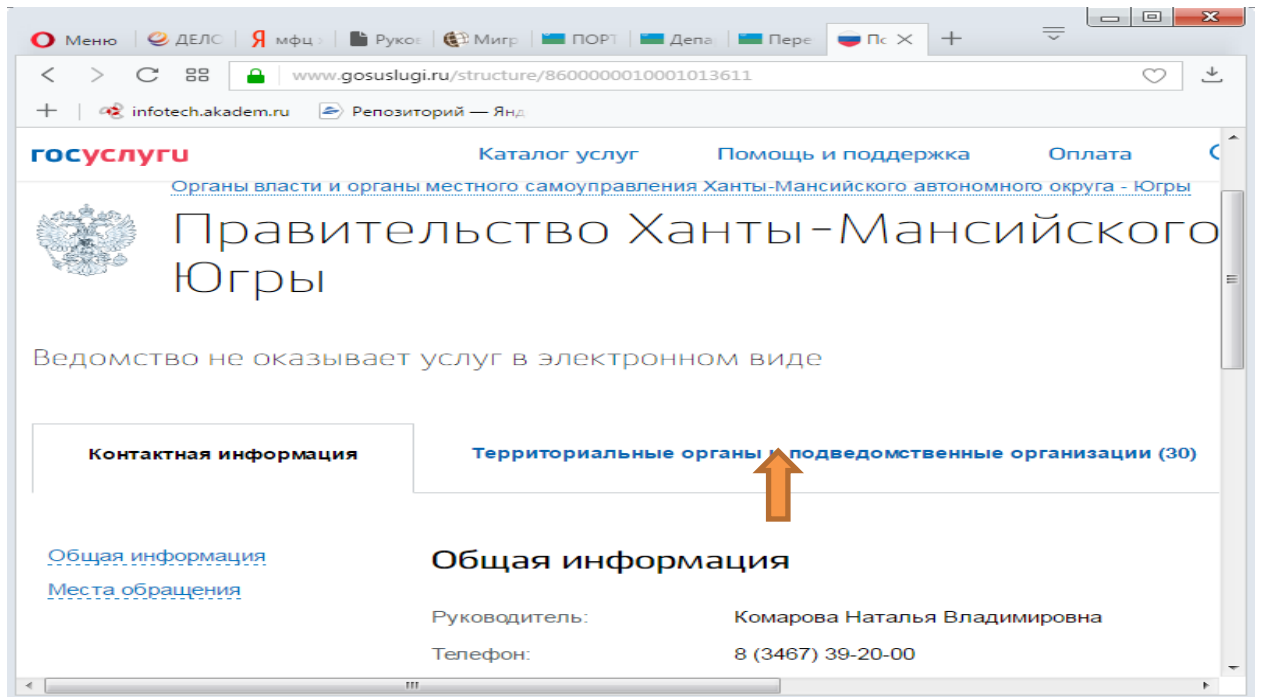 Меню ДЕЛС мфц Руков Мигр ПОРТ Депа Пере Пс
www.gosuslugi.ru/structure/8600000010001013611
infotech.akadem.ru Репозиторий — Янд
госуслуги Каталог услуг Помощь и поддержка Оплата
Органы власти и органы местного самоуправления Ханты-Мансийского автономного округа - Югры
Правительство Ханты-Мансийского
Югры
Ведомство не оказывает услуг в электронном виде
Контактная информация Территориальные органы и подведомственные организации (30)
Общая информация
Места обращения
Общая информация
Руководитель: Комарова Наталья Владимировна
Телефон: 8 (3467) 39-20-00